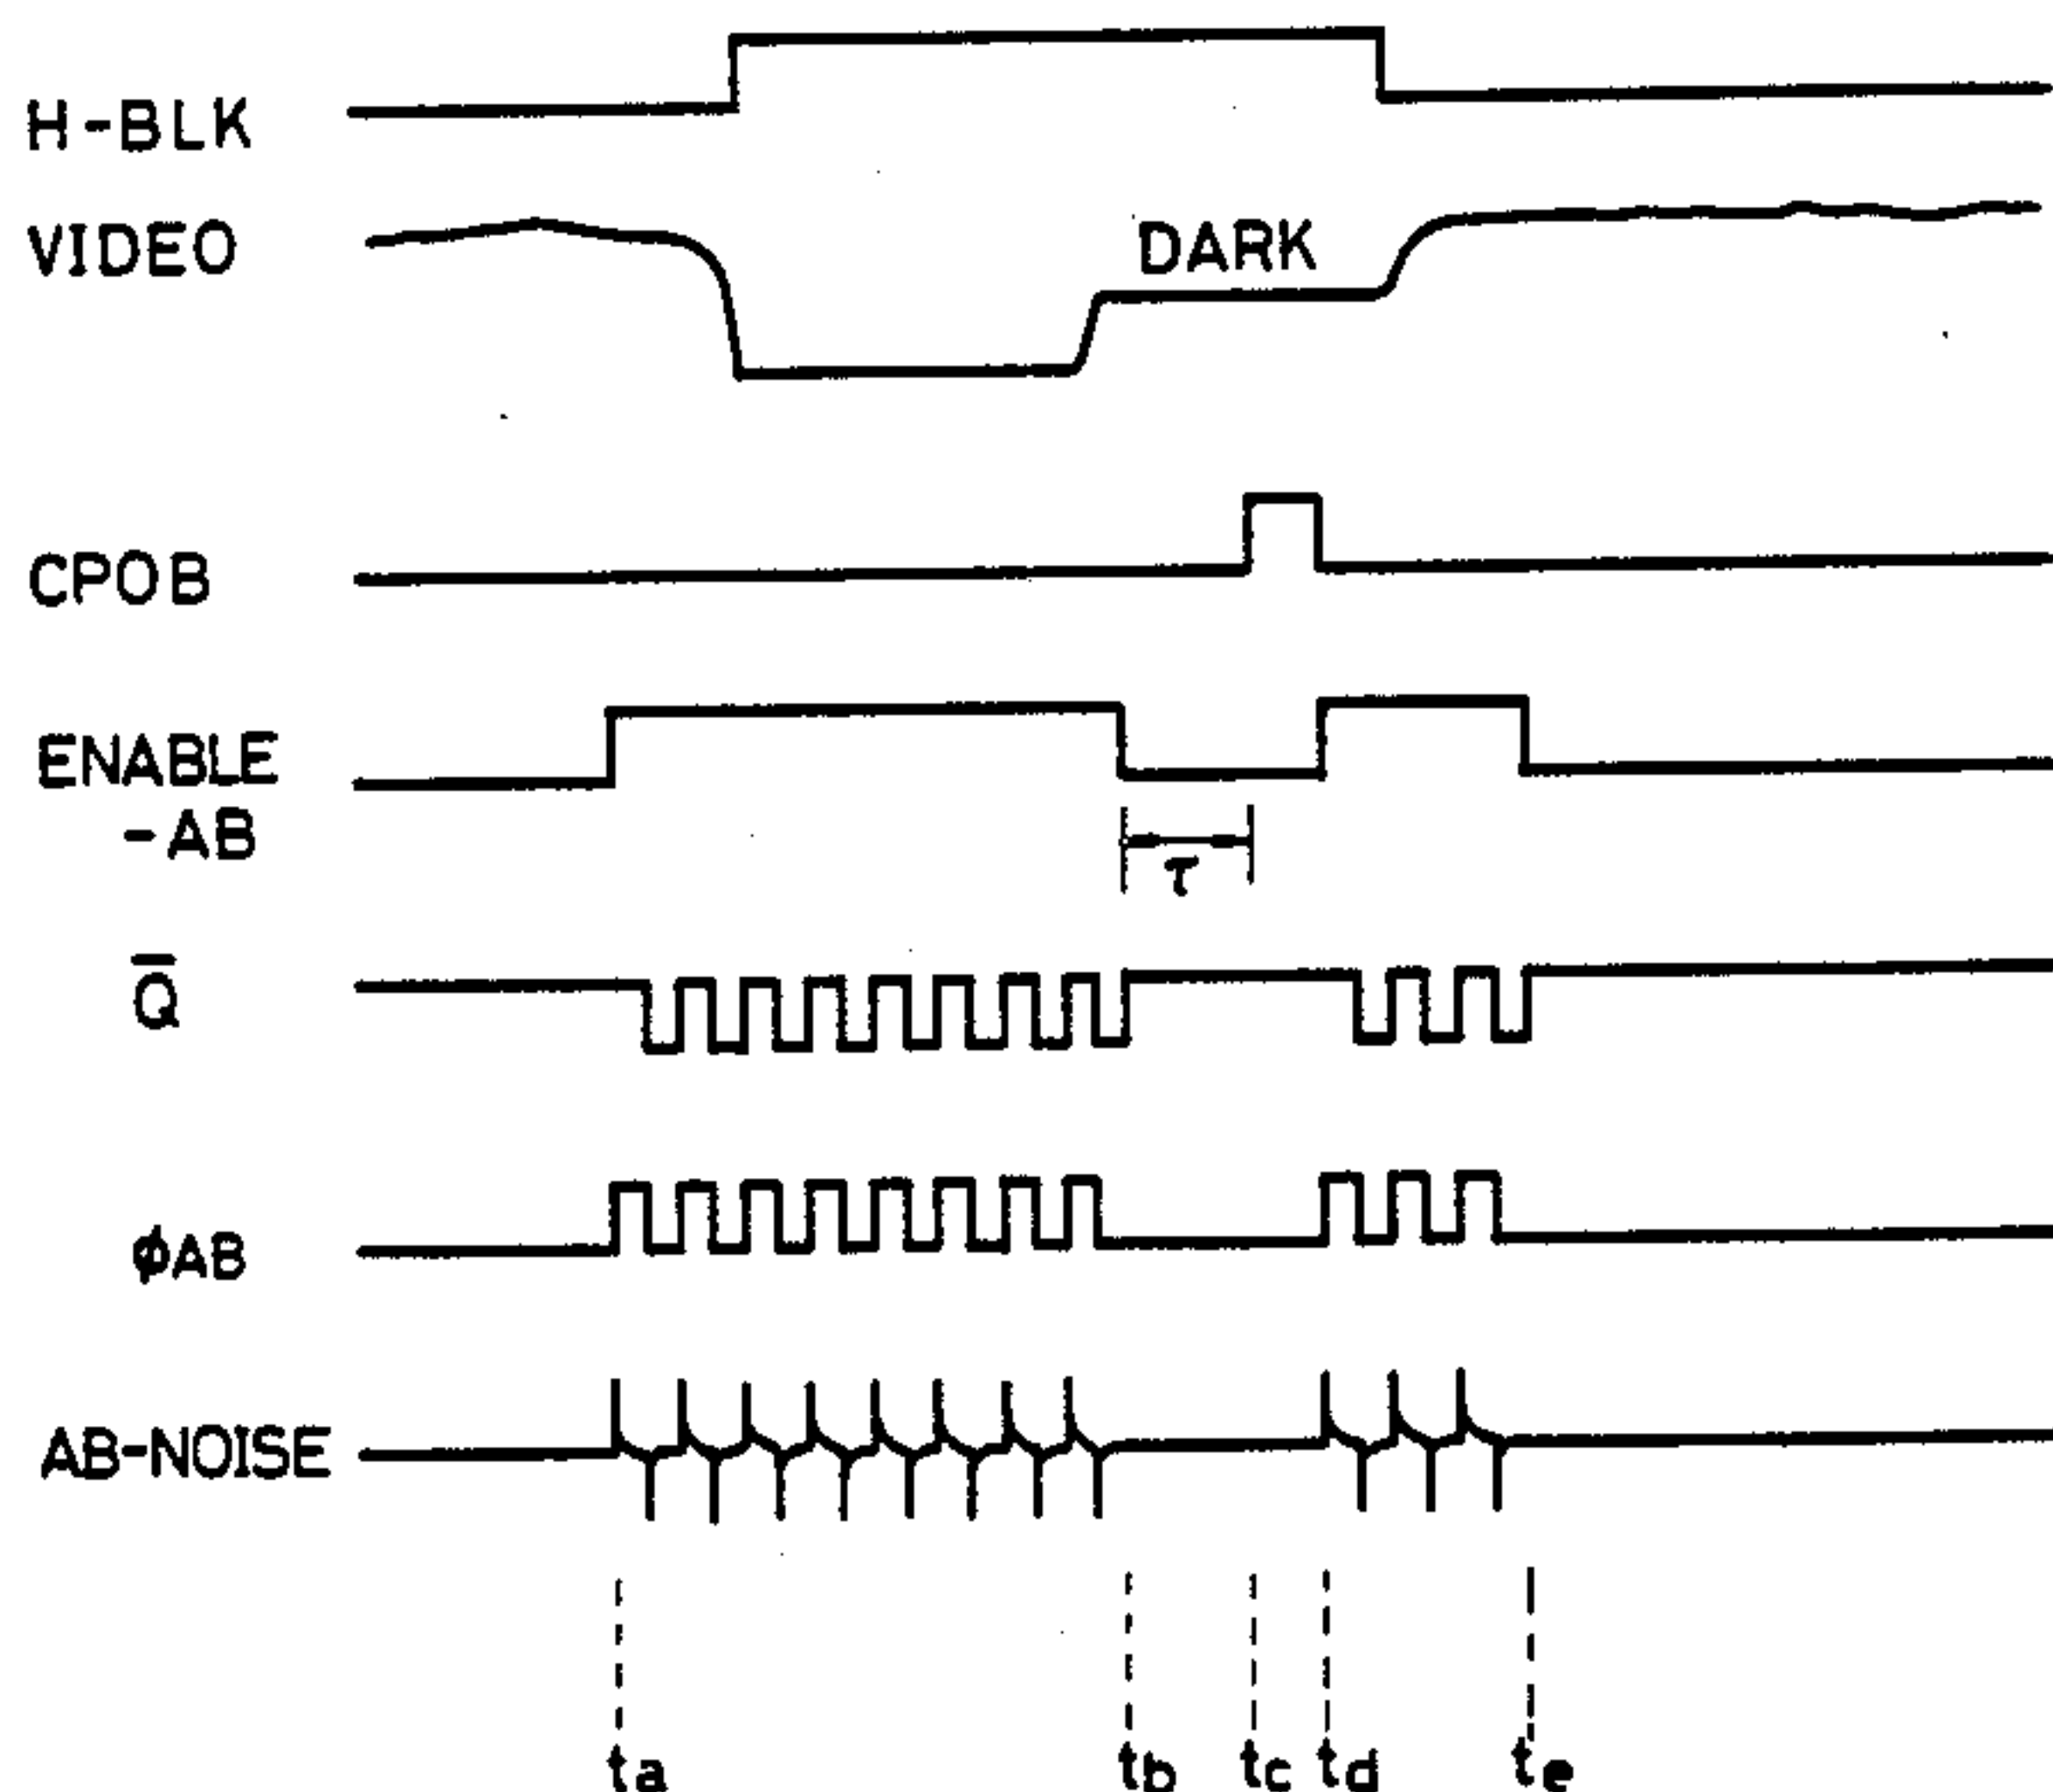 H-BLK
VIDEO
DARK
CPOB
ENABLE
-AB
τ
Q̅
ϕAB
AB-NOISE
ta tb tc td te